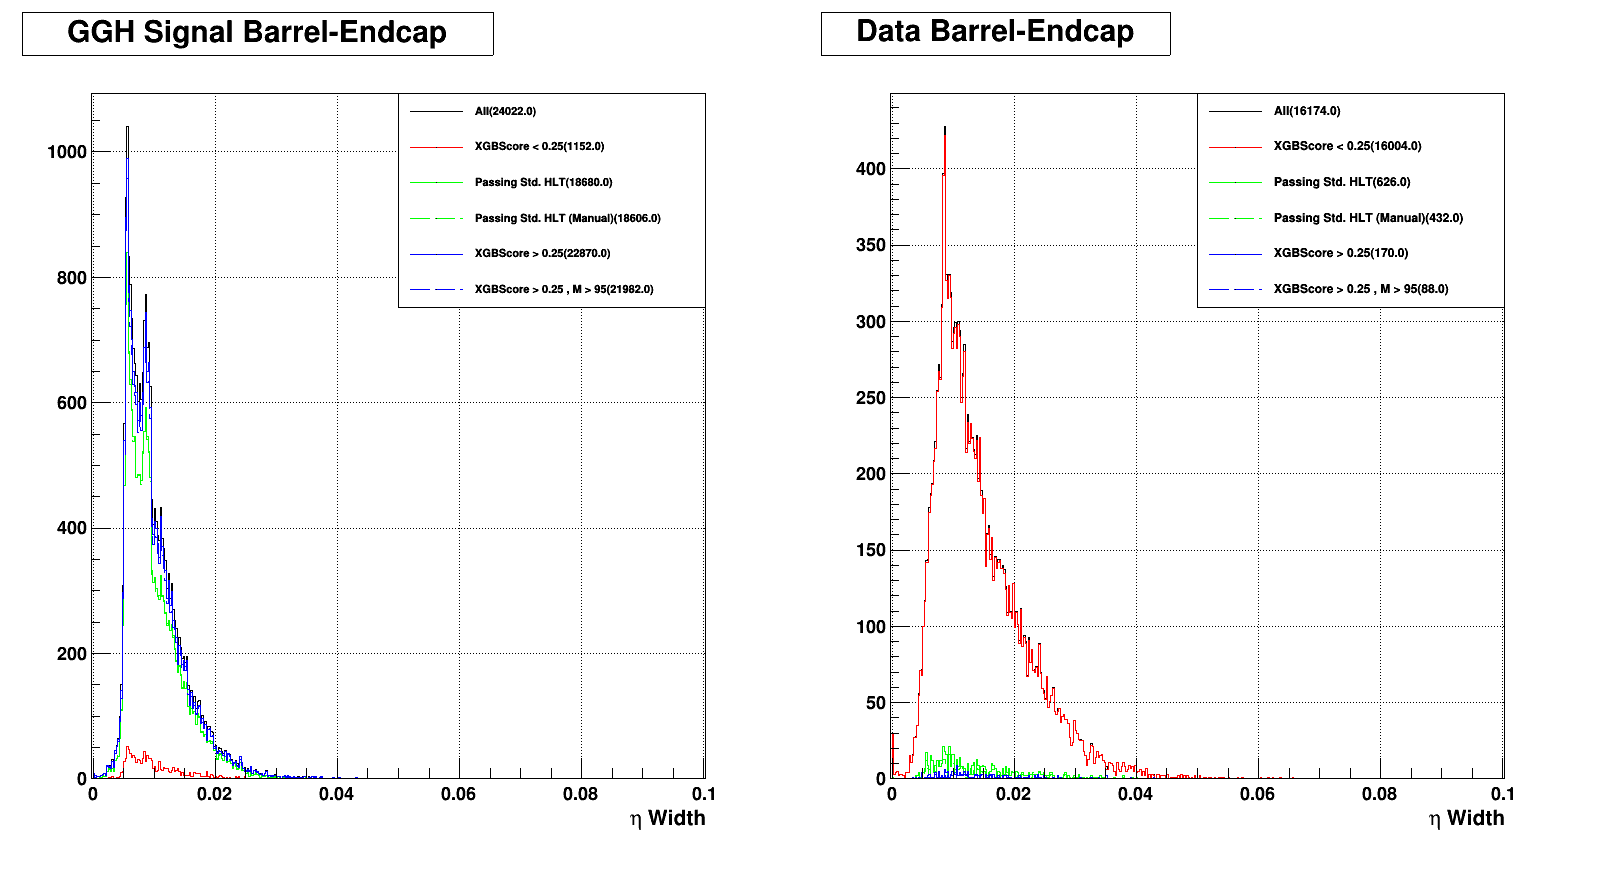 GGH Signal Barrel-Endcap
All(24022.0)
XGBScore < 0.25(1152.0)
Passing Std. HLT(18680.0)
Passing Std. HLT (Manual)(18606.0)
XGBScore > 0.25(22870.0)
XGBScore > 0.25 , M > 95(21982.0)
1000
800
600
400
200
0
0 0.02 0.04 0.06 0.08 0.1
η Width
Data Barrel-Endcap
All(16174.0)
XGBScore < 0.25(16004.0)
Passing Std. HLT(626.0)
Passing Std. HLT (Manual)(432.0)
XGBScore > 0.25(170.0)
XGBScore > 0.25 , M > 95(88.0)
400
350
300
250
200
150
100
50
0
0 0.02 0.04 0.06 0.08 0.1
η Width